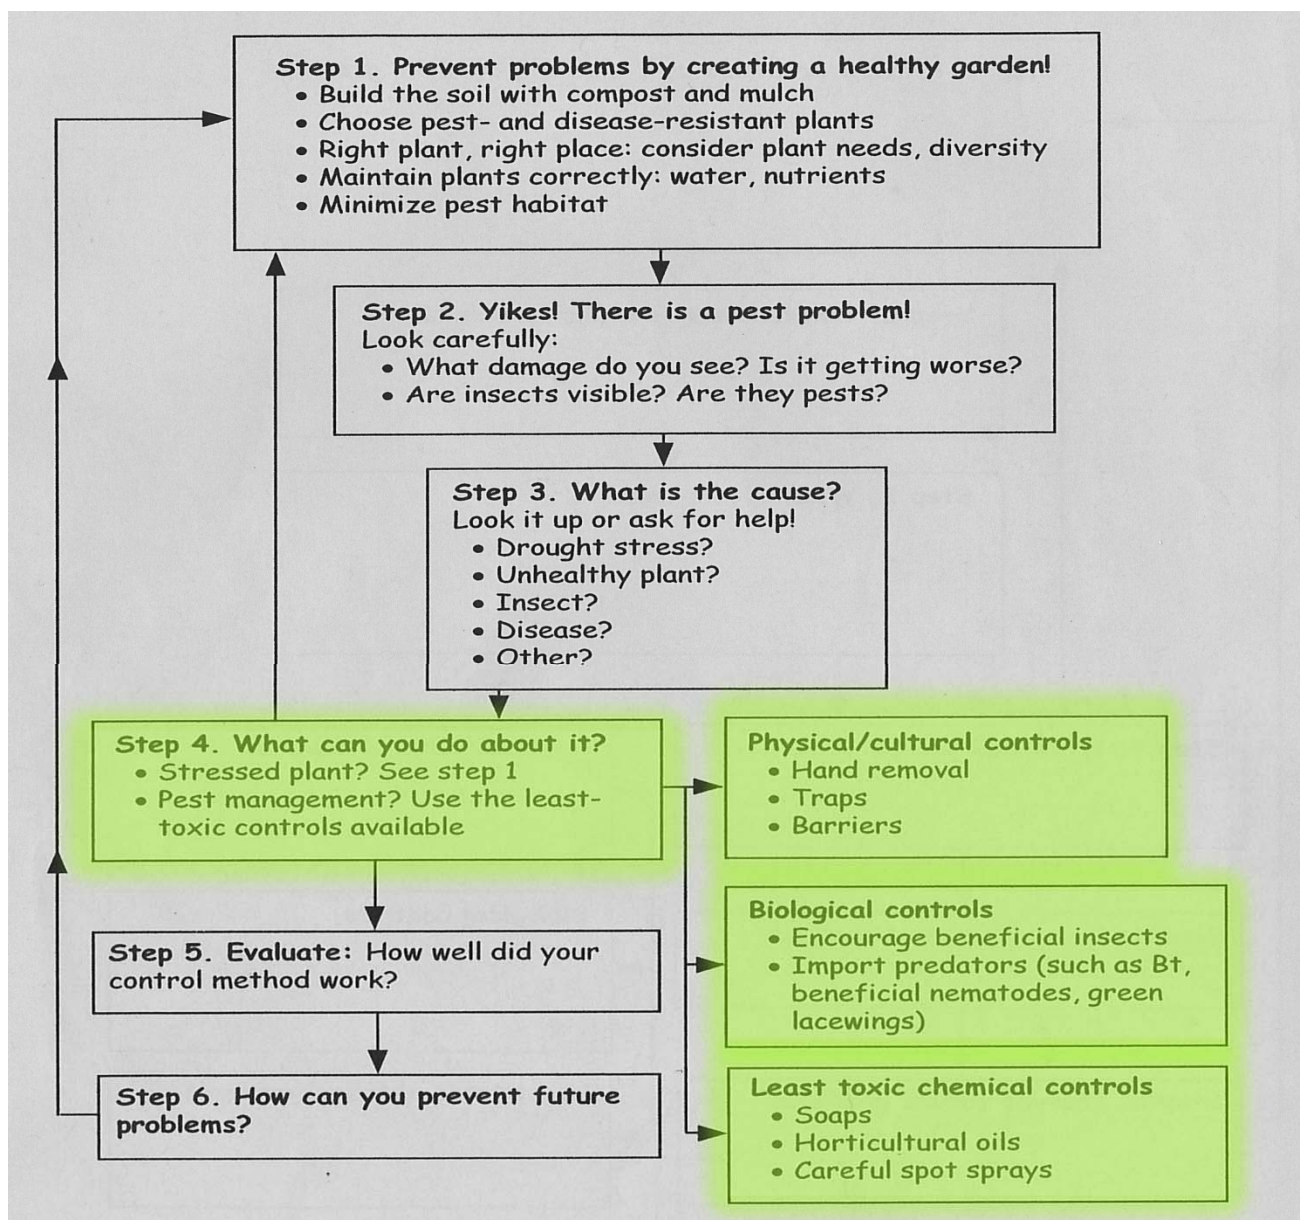 Step 1. Prevent problems by creating a healthy garden!
• Build the soil with compost and mulch
• Choose pest- and disease-resistant plants
• Right plant, right place: consider plant needs, diversity
• Maintain plants correctly: water, nutrients
• Minimize pest habitat
Step 2. Yikes! There is a pest problem!
Look carefully:
• What damage do you see? Is it getting worse?
• Are insects visible? Are they pests?
Step 3. What is the cause?
Look it up or ask for help!
• Drought stress?
• Unhealthy plant?
• Insect?
• Disease?
• Other?
Step 4. What can you do about it?
• Stressed plant? See step 1
• Pest management? Use the least-
toxic controls available
Physical/cultural controls
• Hand removal
• Traps
• Barriers
Biological controls
• Encourage beneficial insects
• Import predators (such as Bt,
beneficial nematodes, green
lacewings)
Least toxic chemical controls
• Soaps
• Horticultural oils
• Careful spot sprays
Step 5. Evaluate: How well did your
control method work?
Step 6. How can you prevent future
problems?